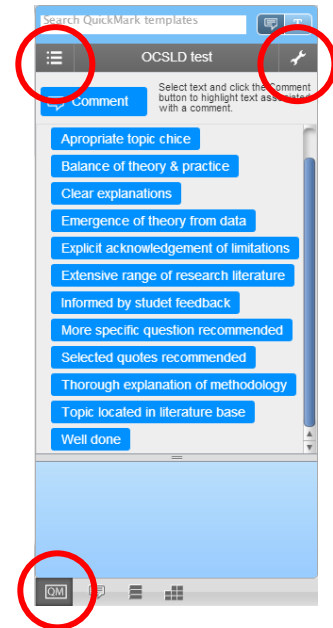 Search QuickMark templates
T
OCSLD test
Comment
Select text and click the Comment
button to highlight text associated
with a comment.
Apropriate topic chice
Balance of theory & practice
Clear explanations
Emergence of theory from data
Explicit acknowledgement of limitations
Extensive range of research literature
Informed by studet feedback
More specific question recommended
Selected quotes recommended
Thorough explanation of methodology
Topic located in literature base
Well done
QM